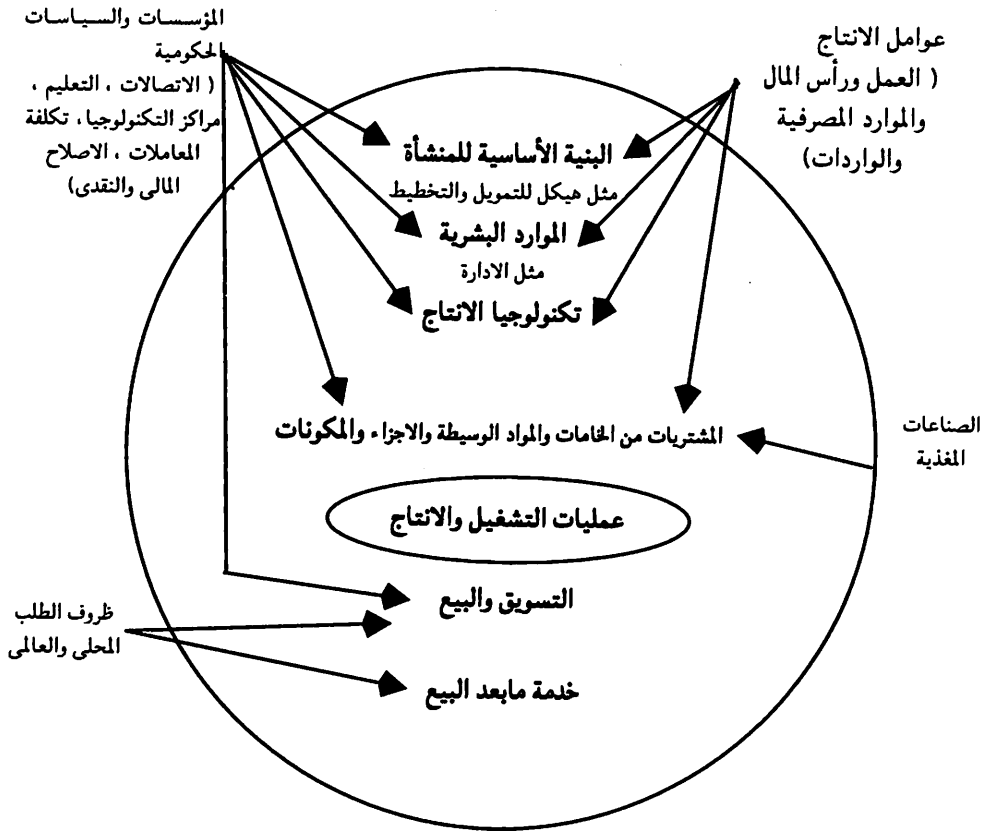 عوامل الانتاج
( العمل ورأس المال
والموارد المصرفية
والواردات)
المؤسسات والسياسات
الحكومية
( الاتصالات ، التعليم ،
مراكز التكنولوجيا ، تكلفة
المعاملات ، الاصلاح
المالى والنقدى)
البنية الأساسية للمنشأة
مثل هيكل للتمويل والتخطيط
الموارد البشرية
مثل الادارة
تكنولوجيا الانتاج
المشتريات من الخامات والمواد الوسيطة والاجزاء والمكونات
الصناعات
المغذية
عمليات التشغيل والانتاج
التسويق والبيع
ظروف الطلب
المحلى والعالمى
خدمة مابعد البيع